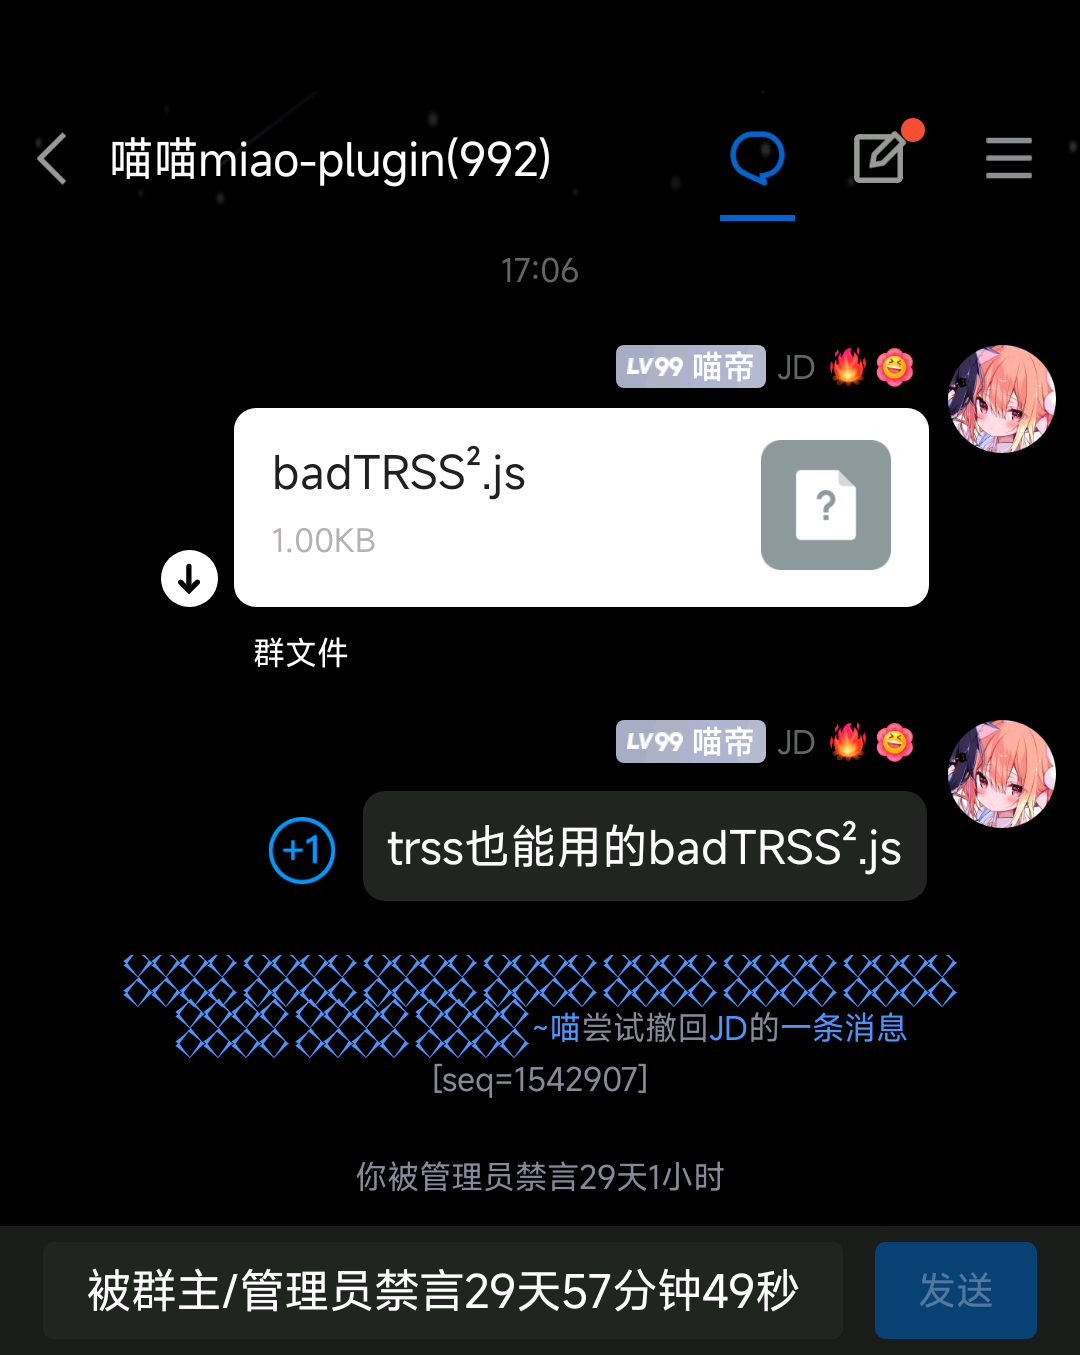 喵喵miao-plugin(992)
17:06
LV99 喵帝 JD 🔥
badTRSS².js
1.00KB
?
群文件
LV99 喵帝 JD 🔥
+1
trss也能用的badTRSS².js
~喵尝试撤回JD的一条消息
[seq=1542907]
你被管理员禁言29天1小时
被群主/管理员禁言29天57分钟49秒
发送